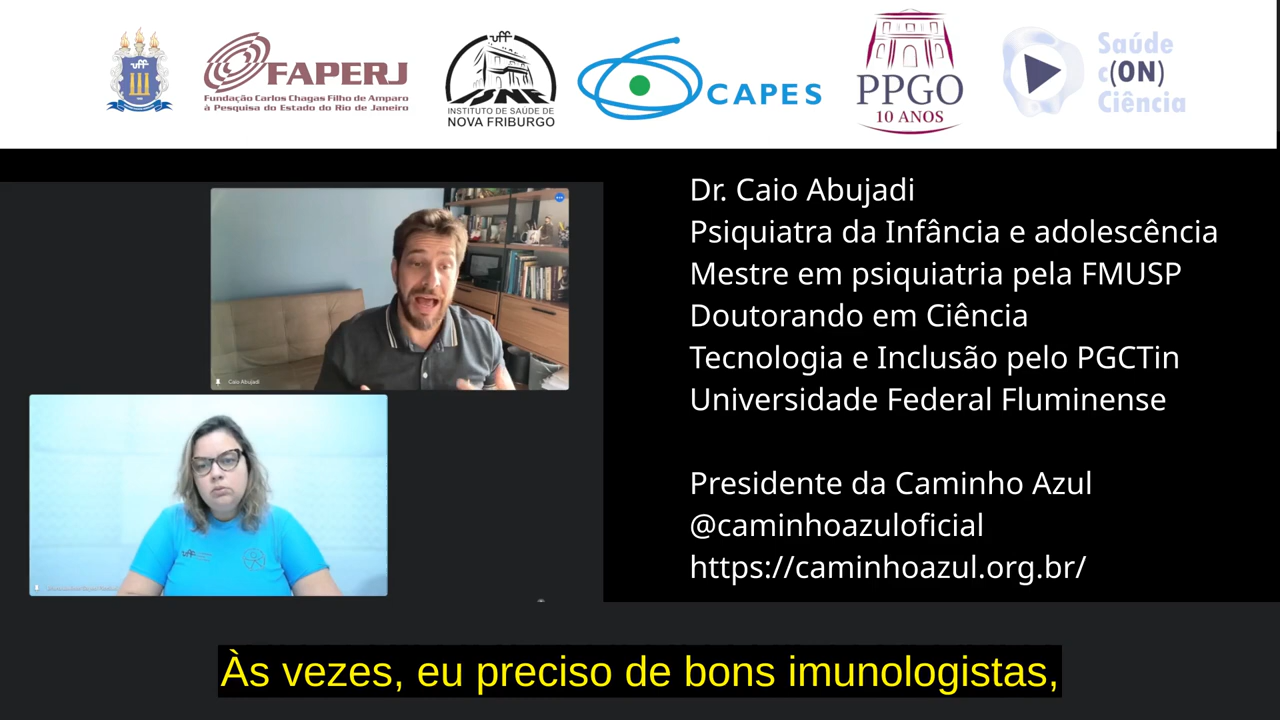 FAPERJ
Fundação Carlos Chagas Filho de Amparo
à Pesquisa do Estado do Rio de Janeiro
uff
INSTITUTO DE SAÚDE DE
NOVA FRIBURGO
CAPES
PPGO
10 ANOS
Saúde
c(ON)
Ciência
Dr. Caio Abujadi
Psiquiatra da Infância e adolescência
Mestre em psiquiatria pela FMUSP
Doutorando em Ciência
Tecnologia e Inclusão pelo PGCTin
Universidade Federal Fluminense
Presidente da Caminho Azul
@caminhoazuloficial
https://caminhoazul.org.br/
Caio Abujadi
uff
Às vezes, eu preciso de bons imunologistas,